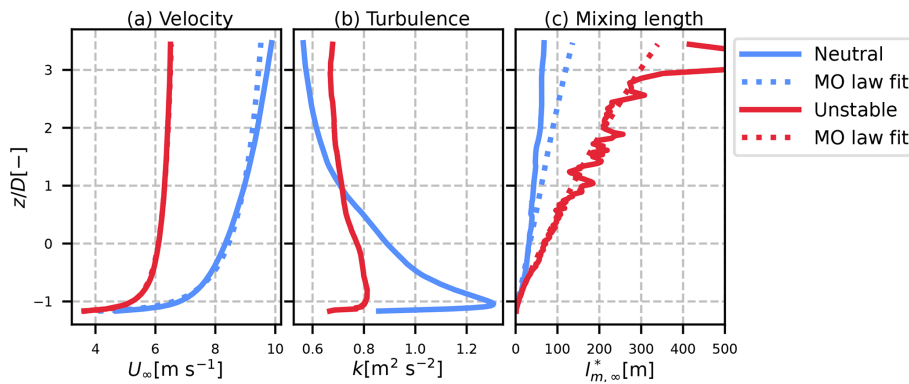 (a) Velocity
(b) Turbulence
(c) Mixing length
z/D[−]
3
2
1
0
−1
4
6
8
10
U∞[m s⁻¹]
0.6
0.8
1.0
1.2
k[m² s⁻²]
0
100
200
300
400
500
l*m,∞[m]
Neutral
MO law fit
Unstable
MO law fit